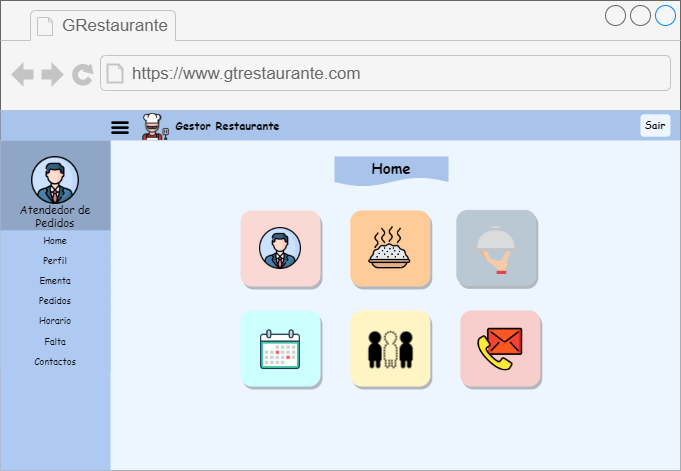 GRestaurante
https://www.gtrestaurante.com
Gestor Restaurante
Sair
Atendedor de
Pedidos
Home
Perfil
Ementa
Pedidos
Horario
Falta
Contactos
Home